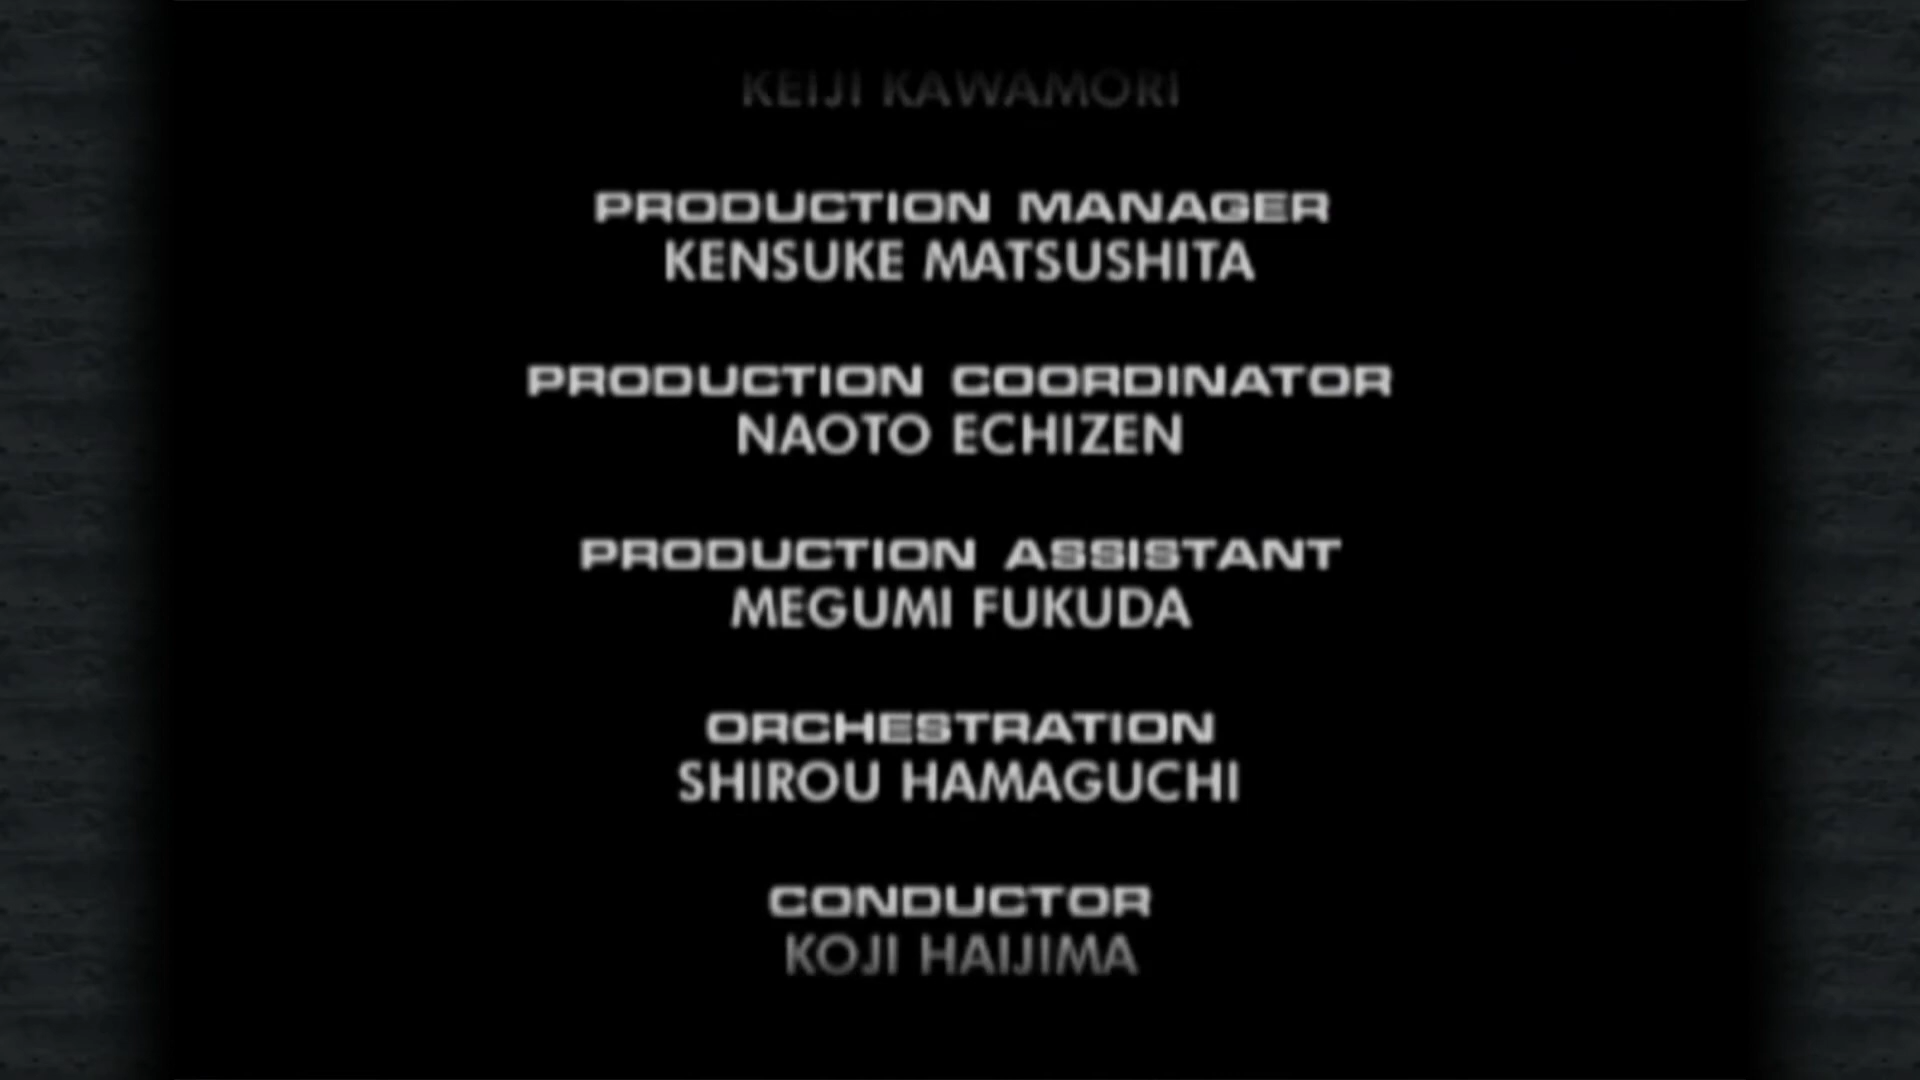 KEIJI KAWAMORI
PRODUCTION MANAGER
KENSUKE MATSUSHITA
PRODUCTION COORDINATOR
NAOTO ECHIZEN
PRODUCTION ASSISTANT
MEGUMI FUKUDA
ORCHESTRATION
SHIROU HAMAGUCHI
CONDUCTOR
KOJI HAIJIMA